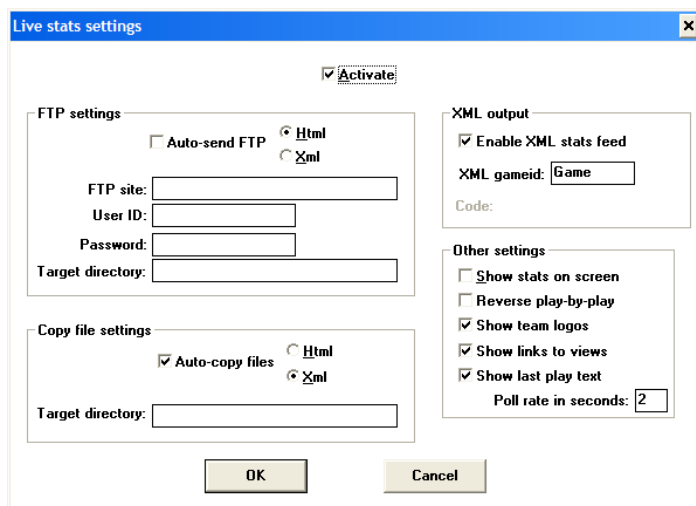 Live stats settings
Activate
FTP settings
Auto-send FTP
Html
Xml
FTP site:
User ID:
Password:
Target directory:
Copy file settings
Auto-copy files
Html
Xml
Target directory:
XML output
Enable XML stats feed
XML gameid: Game
Code:
Other settings
Show stats on screen
Reverse play-by-play
Show team logos
Show links to views
Show last play text
Poll rate in seconds: 2
OK
Cancel